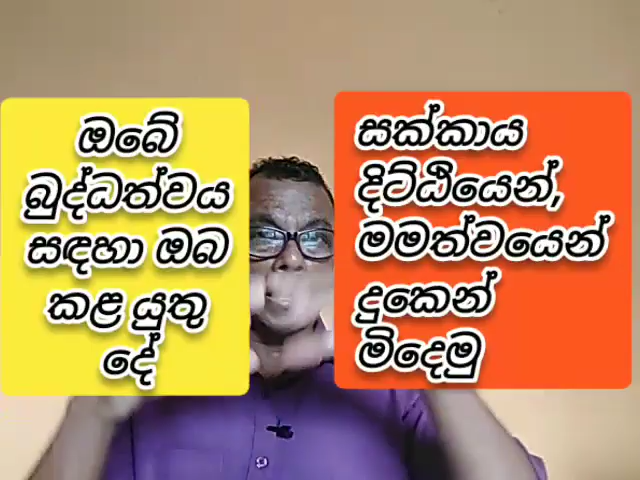 ඔබේ
බුද්ධත්වය
සඳහා ඔබ
කළ යුතු
දේ
සක්කාය
දිට්ඨියෙන්,
මමත්වයෙන්
දුකෙන්
මිදෙමු